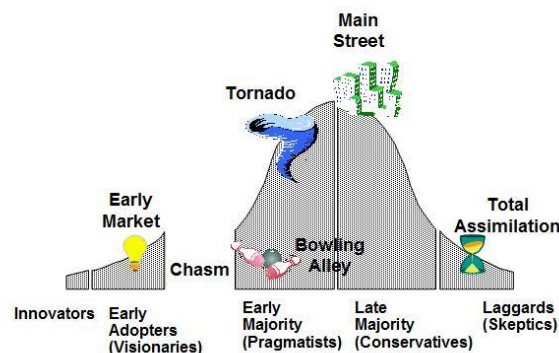 Main
Street
Tornado
Early
Market
Total
Assimilation
Chasm
Bowling
Alley
Innovators
Early
Adopters
(Visionaries)
Early
Majority
(Pragmatists)
Late
Majority
(Conservatives)
Laggards
(Skeptics)